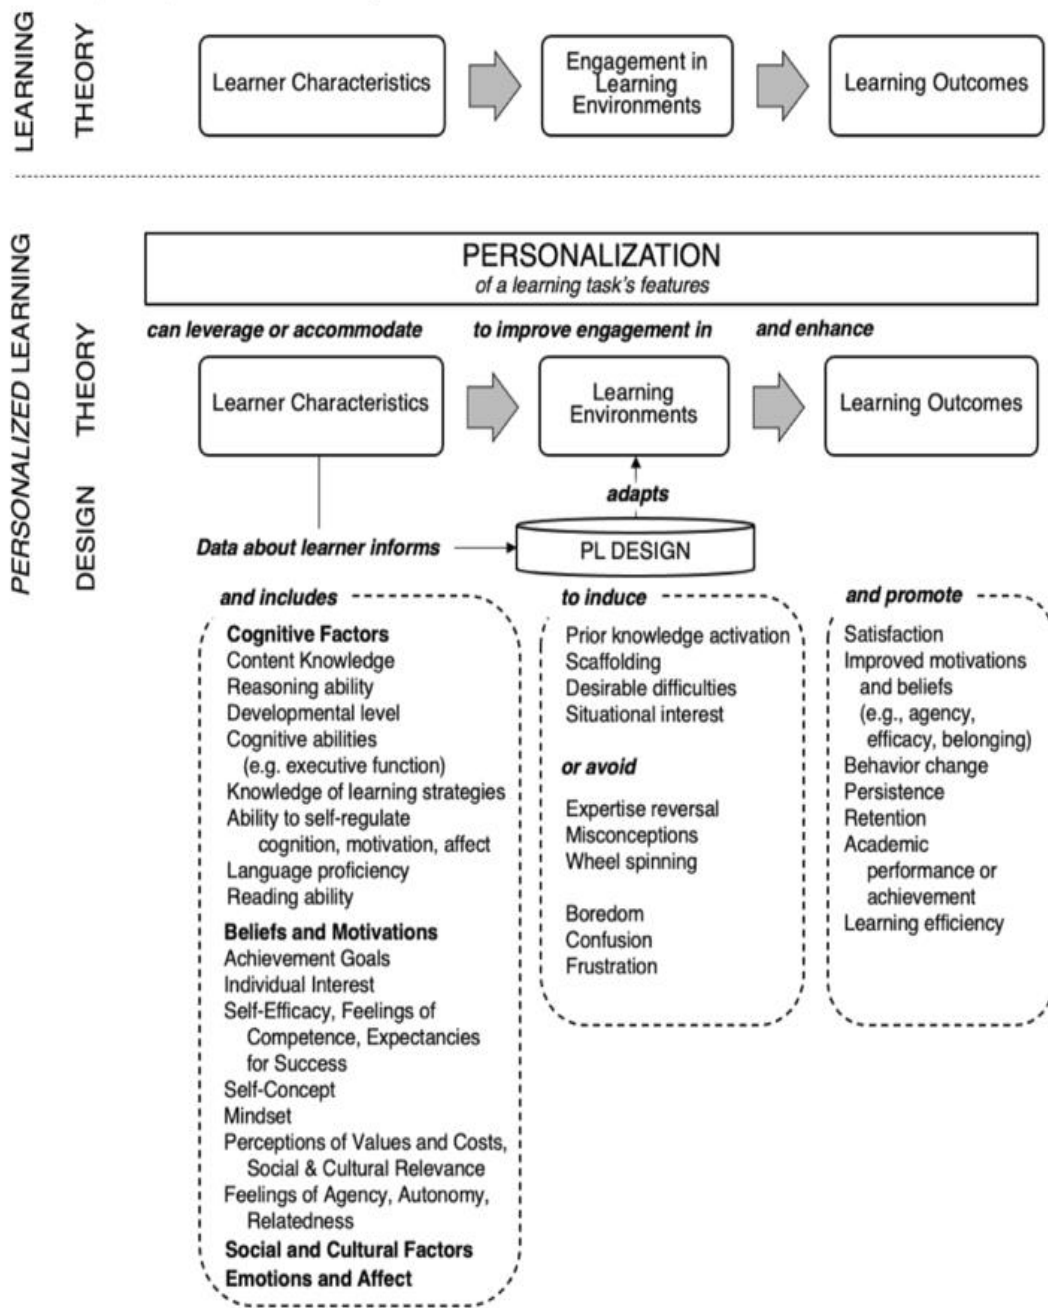 LEARNING
THEORY
Learner Characteristics
Engagement in
Learning
Environments
Learning Outcomes
PERSONALIZED LEARNING
THEORY
DESIGN
PERSONALIZATION
of a learning task's features
can leverage or accommodate
to improve engagement in
and enhance
Learner Characteristics
Learning
Environments
Learning Outcomes
adapts
Data about learner informs
PL DESIGN
and includes
Cognitive Factors
Content Knowledge
Reasoning ability
Developmental level
Cognitive abilities
(e.g. executive function)
Knowledge of learning strategies
Ability to self-regulate
cognition, motivation, affect
Language proficiency
Reading ability
Beliefs and Motivations
Achievement Goals
Individual Interest
Self-Efficacy, Feelings of
Competence, Expectancies
for Success
Self-Concept
Mindset
Perceptions of Values and Costs,
Social & Cultural Relevance
Feelings of Agency, Autonomy,
Relatedness
Social and Cultural Factors
Emotions and Affect
to induce
Prior knowledge activation
Scaffolding
Desirable difficulties
Situational interest
or avoid
Expertise reversal
Misconceptions
Wheel spinning
Boredom
Confusion
Frustration
and promote
Satisfaction
Improved motivations
and beliefs
(e.g., agency,
efficacy, belonging)
Behavior change
Persistence
Retention
Academic
performance or
achievement
Learning efficiency